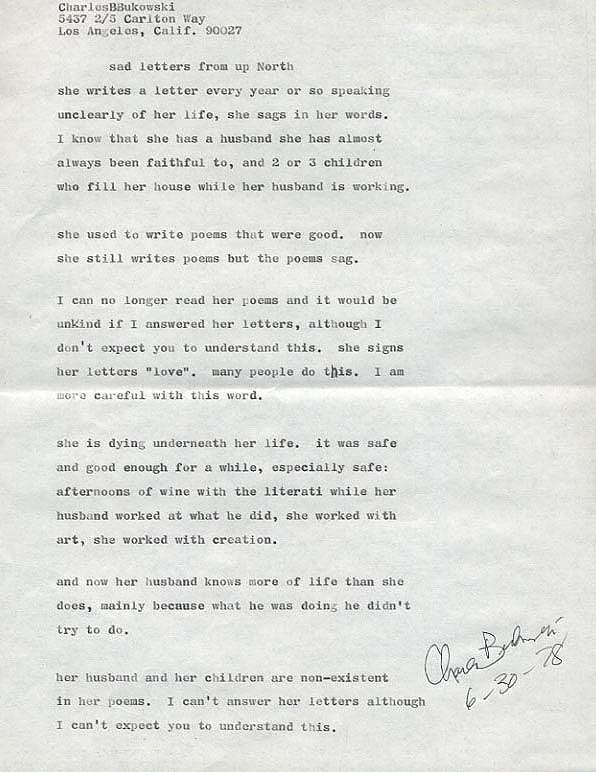 CharlesBBukowski
5437 2/5 Carlton Way
Los Angeles, Calif. 90027
sad letters from up North
she writes a letter every year or so speaking
unclearly of her life, she sags in her words.
I know that she has a husband she has almost
always been faithful to, and 2 or 3 children
who fill her house while her husband is working.
she used to write poems that were good.  now
she still writes poems but the poems sag.
I can no longer read her poems and it would be
unkind if I answered her letters, although I
don't expect you to understand this.  she signs
her letters "love".  many people do this.  I am
more careful with this word.
she is dying underneath her life.  it was safe
and good enough for a while, especially safe:
afternoons of wine with the literati while her
husband worked at what he did, she worked with
art, she worked with creation.
and now her husband knows more of life than she
does, mainly because what he was doing he didn't
try to do.
her husband and her children are non-existent
in her poems.  I can't answer her letters although
I can't expect you to understand this.
Charles Bukowski
6-30-78